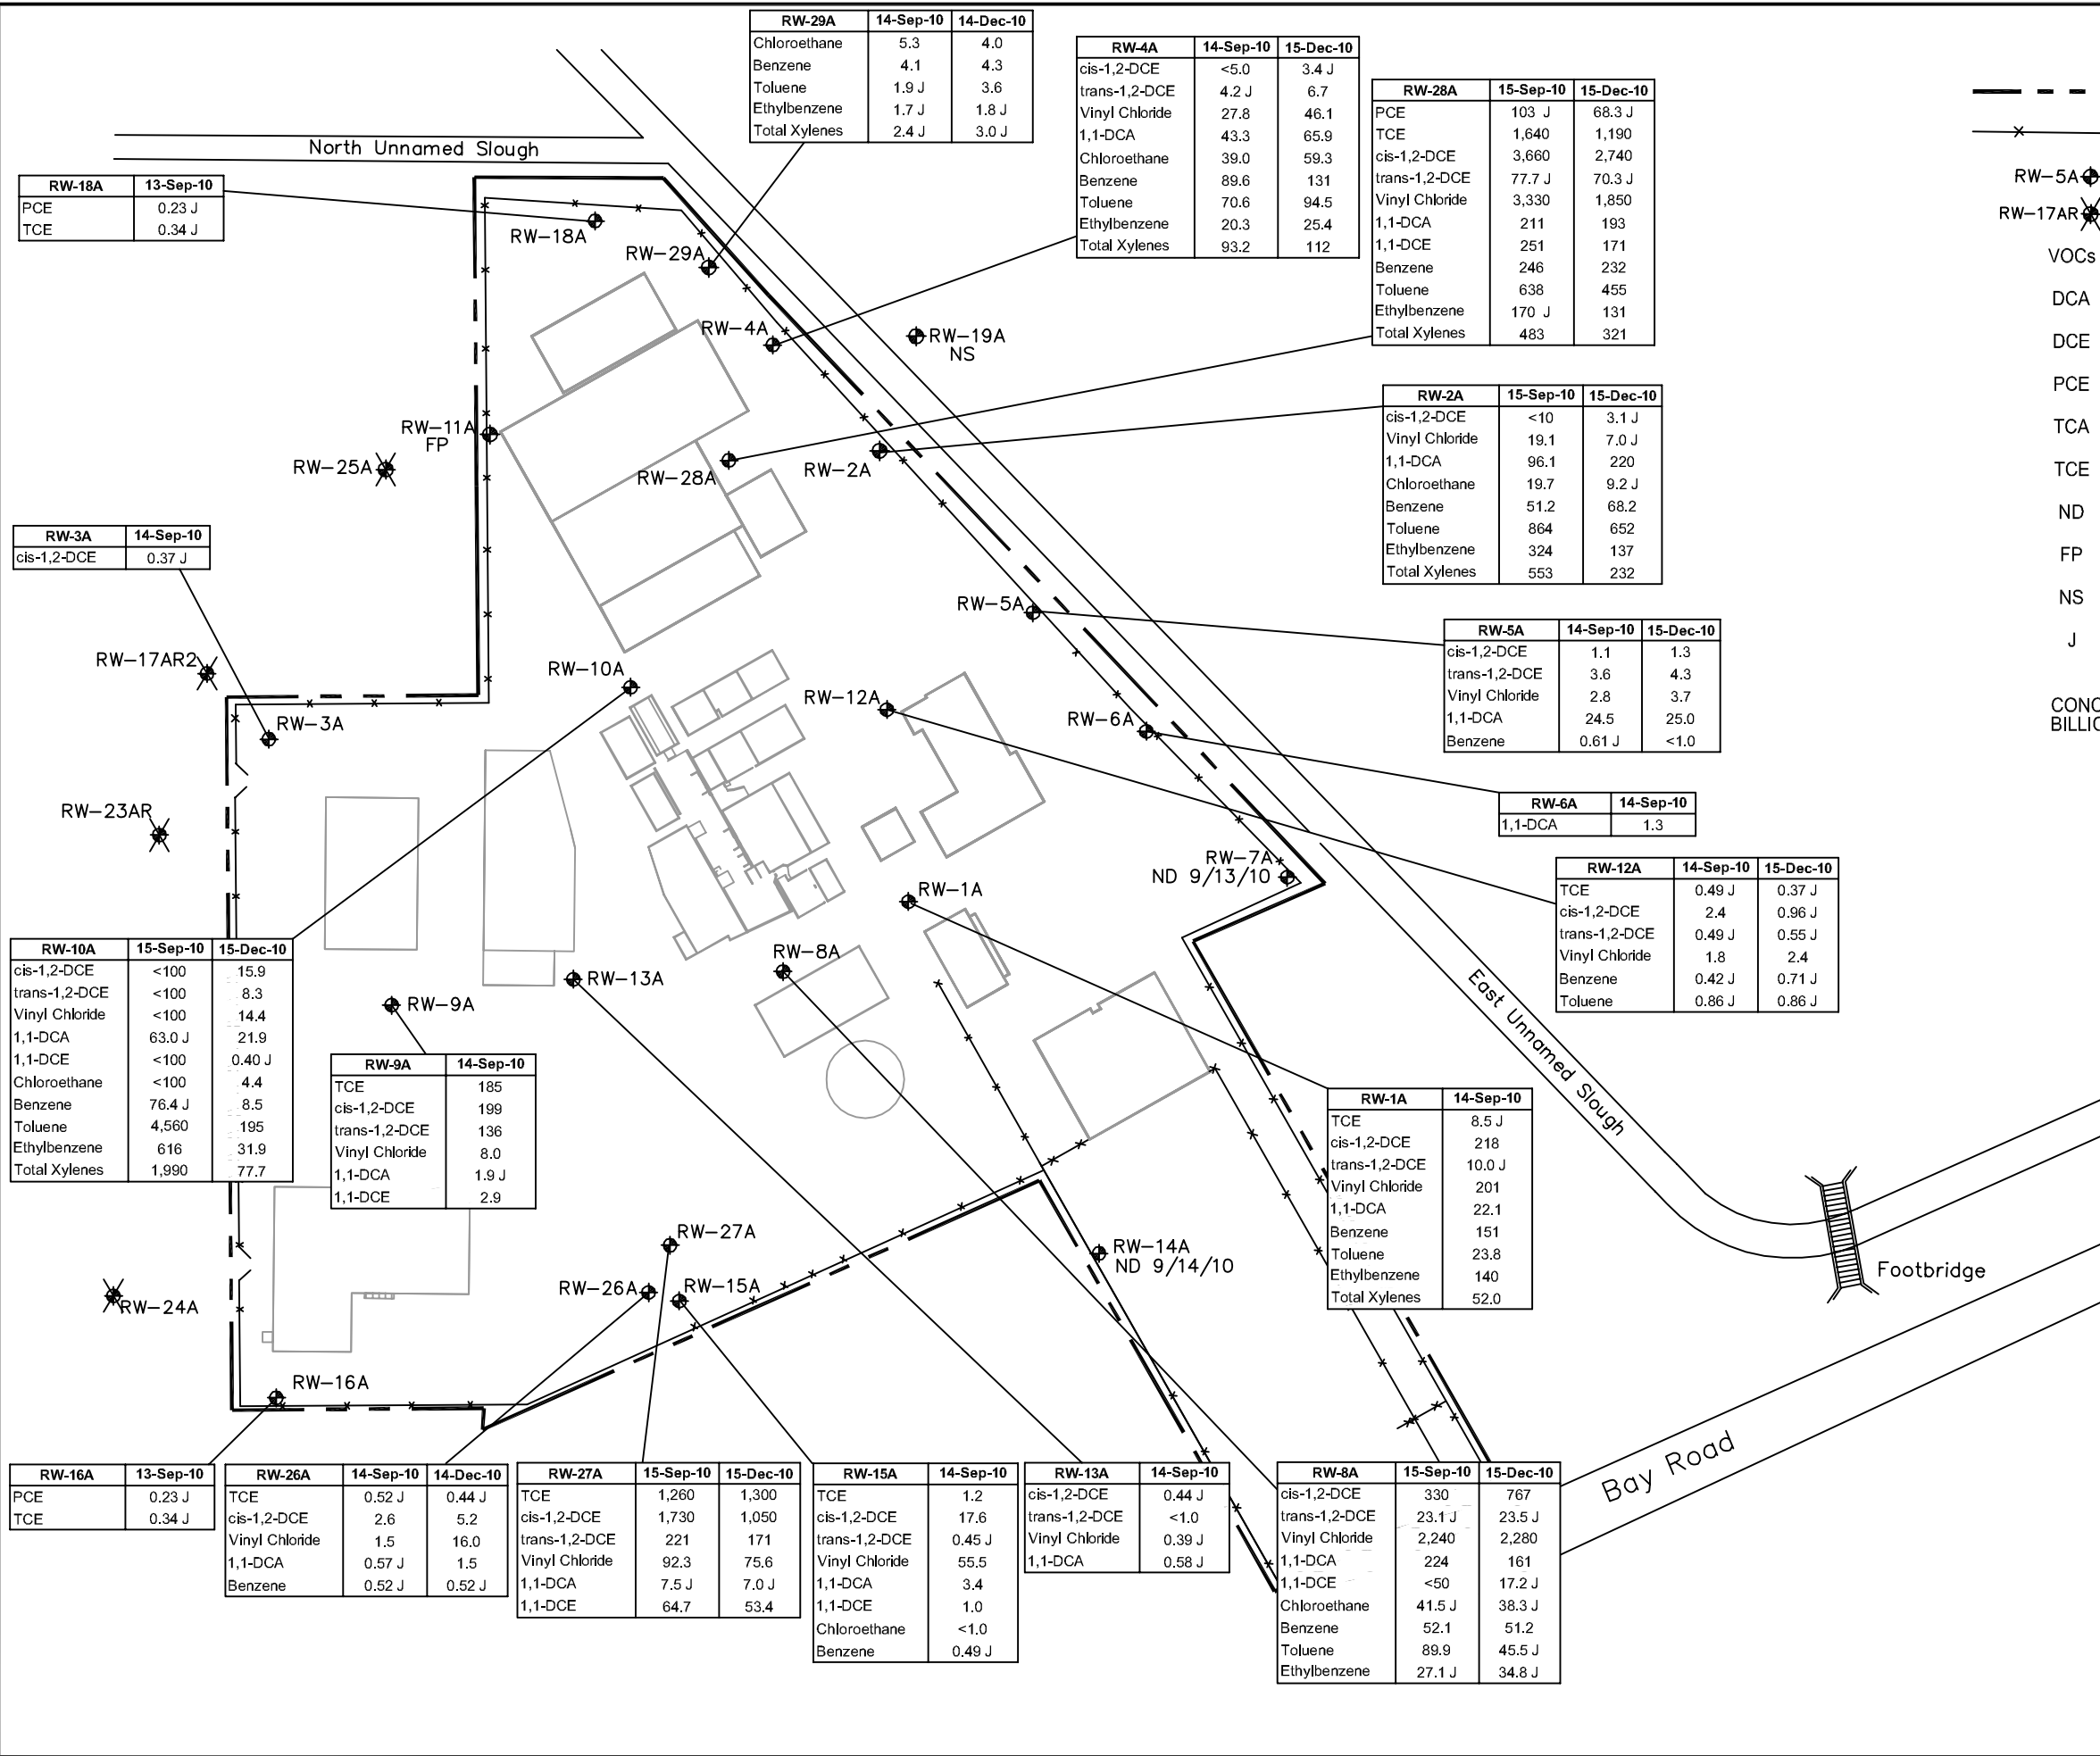 RW-29A 14-Sep-10 14-Dec-10
Chloroethane 5.3 4.0
Benzene 4.1 4.3
Toluene 1.9 J 3.6
Ethylbenzene 1.7 J 1.8 J
Total Xylenes 2.4 J 3.0 J
RW-4A 14-Sep-10 15-Dec-10
cis-1,2-DCE <5.0 3.4 J
trans-1,2-DCE 4.2 J 6.7
Vinyl Chloride 27.8 46.1
1,1-DCA 43.3 65.9
Chloroethane 39.0 59.3
Benzene 89.6 131
Toluene 70.6 94.5
Ethylbenzene 20.3 25.4
Total Xylenes 93.2 112
RW-28A 15-Sep-10 15-Dec-10
PCE 103 J 68.3 J
TCE 1,640 1,190
cis-1,2-DCE 3,660 2,740
trans-1,2-DCE 77.7 J 70.3 J
Vinyl Chloride 3,330 1,850
1,1-DCA 211 193
1,1-DCE 251 171
Benzene 246 232
Toluene 638 455
Ethylbenzene 170 J 131
Total Xylenes 483 321
North Unnamed Slough
RW-18A 13-Sep-10
PCE 0.23 J
TCE 0.34 J
RW-5A
RW-17AR
VOCs
DCA
DCE
PCE
TCA
TCE
ND
FP
NS
J
RW-18A
RW-29A
RW-4A
RW-19A
NS
RW-11A
FP
RW-25A
RW-28A
RW-2A
RW-2A 15-Sep-10 15-Dec-10
cis-1,2-DCE <10 3.1 J
Vinyl Chloride 19.1 7.0 J
1,1-DCA 96.1 220
Chloroethane 19.7 9.2 J
Benzene 51.2 68.2
Toluene 864 652
Ethylbenzene 324 137
Total Xylenes 553 232
RW-3A 14-Sep-10
cis-1,2-DCE 0.37 J
RW-5A
RW-5A 14-Sep-10 15-Dec-10
cis-1,2-DCE 1.1 1.3
trans-1,2-DCE 3.6 4.3
Vinyl Chloride 2.8 3.7
1,1-DCA 24.5 25.0
Benzene 0.61 J <1.0
RW-17AR2
RW-10A
RW-12A
RW-3A
RW-6A
RW-6A 14-Sep-10
1,1-DCA 1.3
RW-23AR
RW-7A
ND 9/13/10
RW-12A 14-Sep-10 15-Dec-10
TCE 0.49 J 0.37 J
cis-1,2-DCE 2.4 0.96 J
trans-1,2-DCE 0.49 J 0.55 J
Vinyl Chloride 1.8 2.4
Benzene 0.42 J 0.71 J
Toluene 0.86 J 0.86 J
RW-1A
RW-8A
RW-13A
RW-9A
RW-10A 15-Sep-10 15-Dec-10
cis-1,2-DCE <100 15.9
trans-1,2-DCE <100 8.3
Vinyl Chloride <100 14.4
1,1-DCA 63.0 J 21.9
1,1-DCE <100 0.40 J
Chloroethane <100 4.4
Benzene 76.4 J 8.5
Toluene 4,560 195
Ethylbenzene 616 31.9
Total Xylenes 1,990 77.7
RW-9A 14-Sep-10
TCE 185
cis-1,2-DCE 199
trans-1,2-DCE 136
Vinyl Chloride 8.0
1,1-DCA 1.9 J
1,1-DCE 2.9
East Unnamed Slough
RW-1A 14-Sep-10
TCE 8.5 J
cis-1,2-DCE 218
trans-1,2-DCE 10.0 J
Vinyl Chloride 201
1,1-DCA 22.1
Benzene 151
Toluene 23.8
Ethylbenzene 140
Total Xylenes 52.0
RW-27A
RW-26A
RW-15A
RW-14A
ND 9/14/10
Footbridge
RW-24A
RW-16A
Bay Road
RW-16A 13-Sep-10
PCE 0.23 J
TCE 0.34 J
RW-26A 14-Sep-10 14-Dec-10
TCE 0.52 J 0.44 J
cis-1,2-DCE 2.6 5.2
Vinyl Chloride 1.5 16.0
1,1-DCA 0.57 J 1.5
Benzene 0.52 J 0.52 J
RW-27A 15-Sep-10 15-Dec-10
TCE 1,260 1,300
cis-1,2-DCE 1,730 1,050
trans-1,2-DCE 221 171
Vinyl Chloride 92.3 75.6
1,1-DCA 7.5 J 7.0 J
1,1-DCE 64.7 53.4
RW-15A 14-Sep-10
TCE 1.2
cis-1,2-DCE 17.6
trans-1,2-DCE 0.45 J
Vinyl Chloride 55.5
1,1-DCA 3.4
1,1-DCE 1.0
Chloroethane <1.0
Benzene 0.49 J
RW-13A 14-Sep-10
cis-1,2-DCE 0.44 J
trans-1,2-DCE <1.0
Vinyl Chloride 0.39 J
1,1-DCA 0.58 J
RW-8A 15-Sep-10 15-Dec-10
cis-1,2-DCE 330 767
trans-1,2-DCE 23.1 J 23.5 J
Vinyl Chloride 2,240 2,280
1,1-DCA 224 161
1,1-DCE <50 17.2 J
Chloroethane 41.5 J 38.3 J
Benzene 52.1 51.2
Toluene 89.9 45.5 J
Ethylbenzene 27.1 J 34.8 J